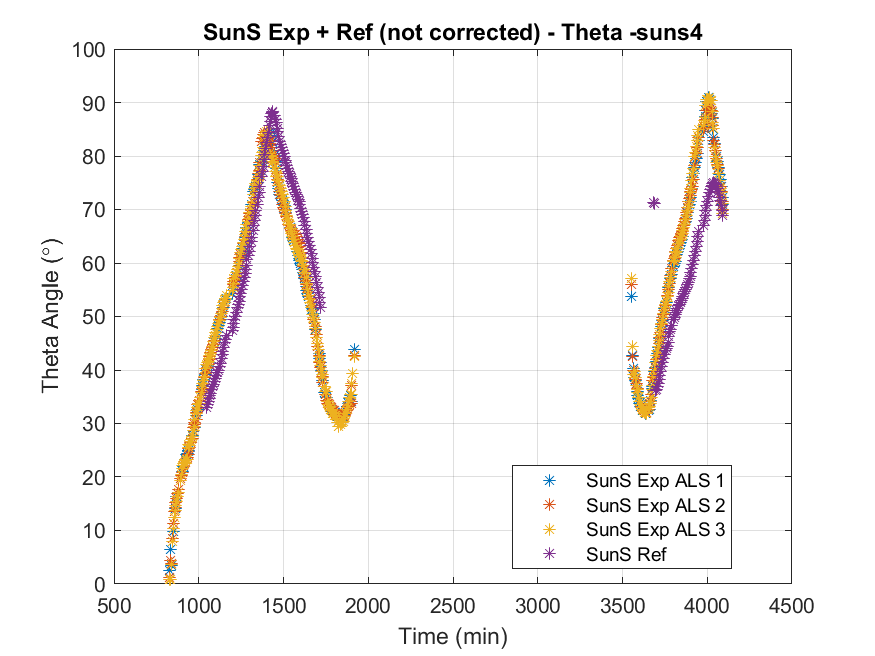 SunS Exp + Ref (not corrected) - Theta -suns4
Theta Angle (°)
100
90
80
70
60
50
40
30
20
10
0
500 1000 1500 2000 2500 3000 3500 4000 4500
Time (min)
SunS Exp ALS 1
SunS Exp ALS 2
SunS Exp ALS 3
SunS Ref